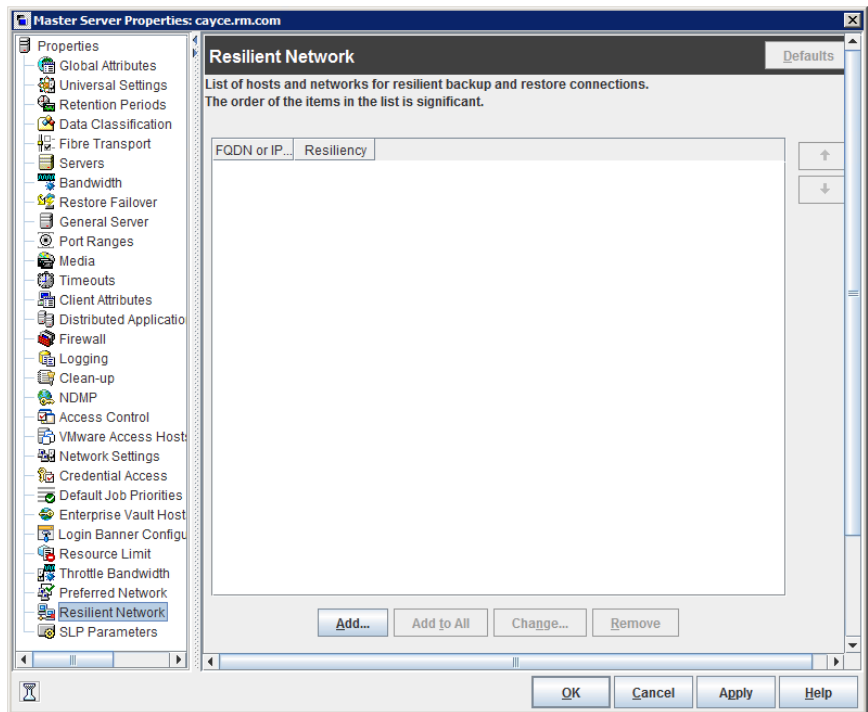 Master Server Properties: cayce.rm.com
Properties
Global Attributes
Universal Settings
Retention Periods
Data Classification
Fibre Transport
Servers
Bandwidth
Restore Failover
General Server
Port Ranges
Media
Timeouts
Client Attributes
Distributed Applicatio
Firewall
Logging
Clean-up
NDMP
Access Control
VMware Access Hosts
Network Settings
Credential Access
Default Job Priorities
Enterprise Vault Host
Login Banner Configu
Resource Limit
Throttle Bandwidth
Preferred Network
Resilient Network
SLP Parameters
Resilient Network
Defaults
List of hosts and networks for resilient backup and restore connections.
The order of the items in the list is significant.
FQDN or IP... Resiliency
Add... Add to All Change... Remove
OK Cancel Apply Help